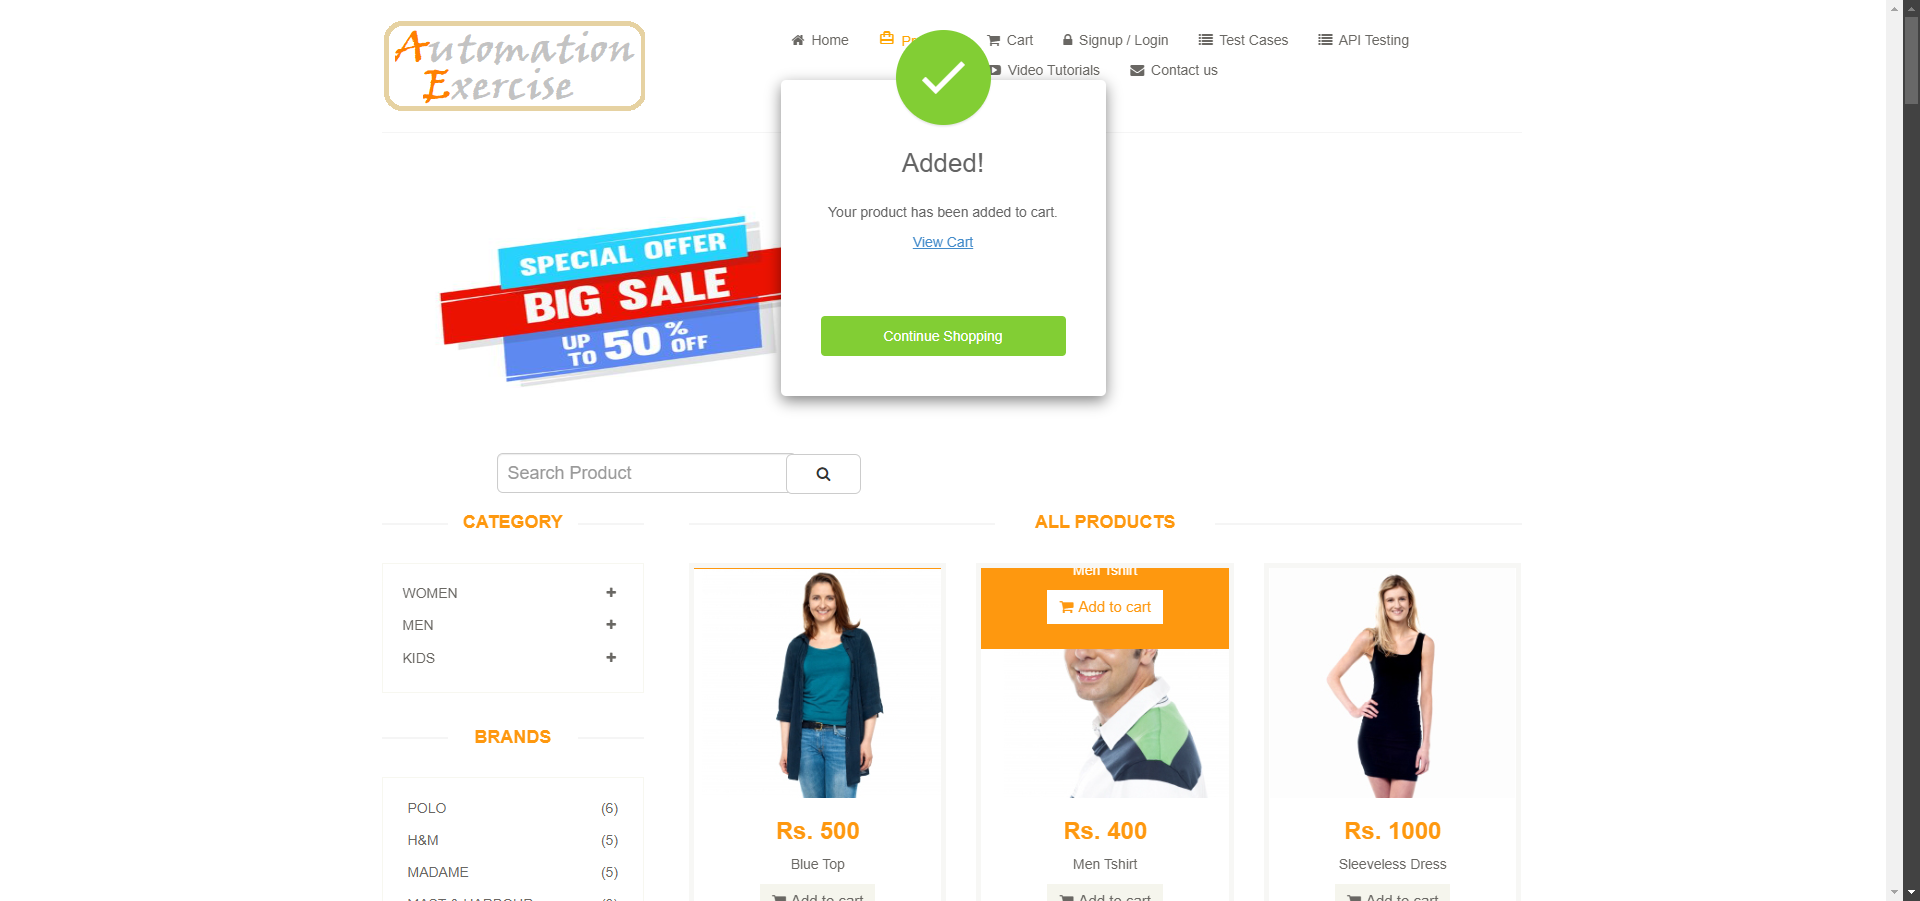 Automation
Exercise
Home
Cart
Signup / Login
Test Cases
API Testing
Video Tutorials
Contact us
Added!
Your product has been added to cart.
View Cart
Continue Shopping
SPECIAL OFFER
BIG SALE
UP TO 50% OFF
Search Product
CATEGORY
WOMEN
MEN
KIDS
BRANDS
POLO (6)
H&M (5)
MADAME (5)
ALL PRODUCTS
Men Tshirt
Add to cart
Rs. 500
Blue Top
Add to cart
Rs. 400
Men Tshirt
Add to cart
Rs. 1000
Sleeveless Dress
Add to cart